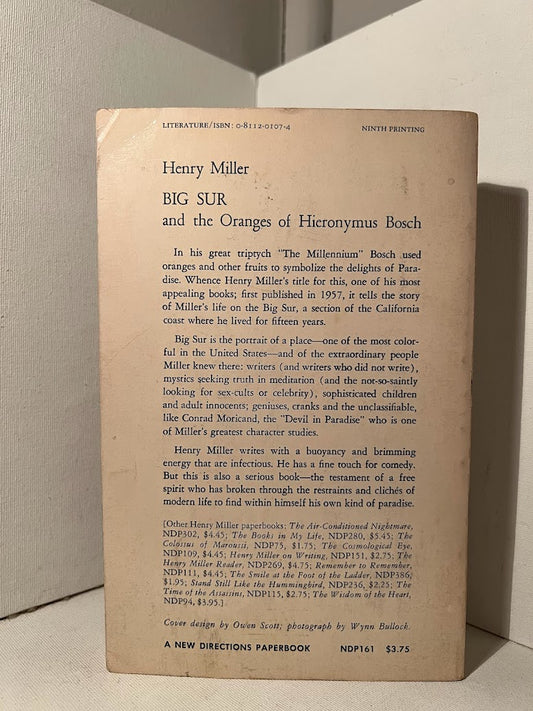 LITERATURE/ISBN: 0-8112-0107-4 NINTH PRINTING
Henry Miller
BIG SUR
and the Oranges of Hieronymus Bosch
In his great triptych "The Millennium" Bosch used
oranges and other fruits to symbolize the delights of Para-
dise. Whence Henry Miller's title for this, one of his most
appealing books; first published in 1957, it tells the story
of Miller's life on the Big Sur, a section of the California
coast where he lived for fifteen years.
Big Sur is the portrait of a place—one of the most color-
ful in the United States—and of the extraordinary people
Miller knew there: writers (and writers who did not write),
mystics seeking truth in meditation (and the not-so-saintly
looking for sex-cults or celebrity), sophisticated children
and adult innocents; geniuses, cranks and the unclassifiable,
like Conrad Moricand, the "Devil in Paradise" who is one
of Miller's greatest character studies.
Henry Miller writes with a buoyancy and brimming
energy that are infectious. He has a fine touch for comedy.
But this is also a serious book—the testament of a free
spirit who has broken through the restraints and clichés of
modern life to find within himself his own kind of paradise.
[Other Henry Miller paperbooks: The Air-Conditioned Nightmare,
NDP302, $4.45; The Books in My Life, NDP280, $5.45; The
Colossus of Maroussi, NDP75, $1.75; The Cosmological Eye,
NDP109, $4.45; Henry Miller on Writing, NDP151, $2.75; The
Henry Miller Reader, NDP269, $4.75; Remember to Remember,
NDP111, $4.45; The Smile at the Foot of the Ladder, NDP386,
$1.95; Stand Still Like the Hummingbird, NDP236, $2.25; The
Time of the Assassins, NDP115, $2.75; The Wisdom of the Heart,
NDP94, $3.95.]
Cover design by Owen Scott; photograph by Wynn Bullock.
A NEW DIRECTIONS PAPERBOOK NDP161 $3.75